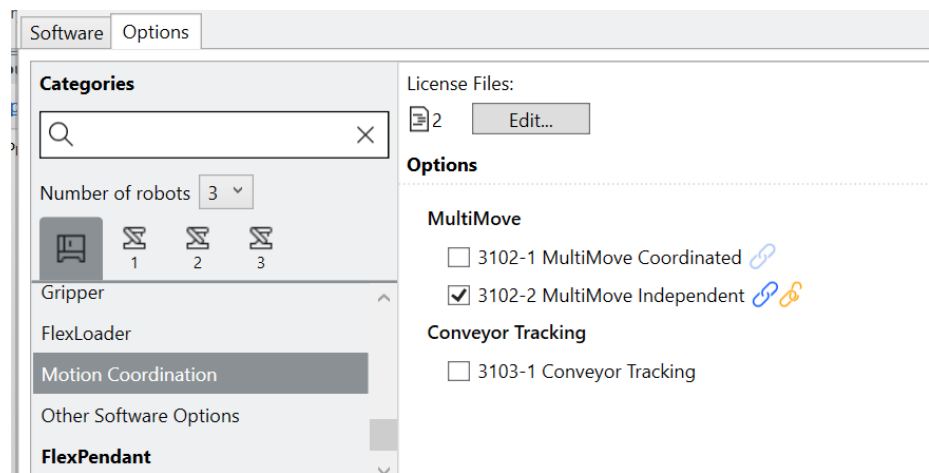 Software
Options
Categories
Number of robots 3
1 2 3
Gripper
FlexLoader
Motion Coordination
Other Software Options
FlexPendant
License Files:
2 Edit...
Options
MultiMove
3102-1 MultiMove Coordinated
3102-2 MultiMove Independent
Conveyor Tracking
3103-1 Conveyor Tracking